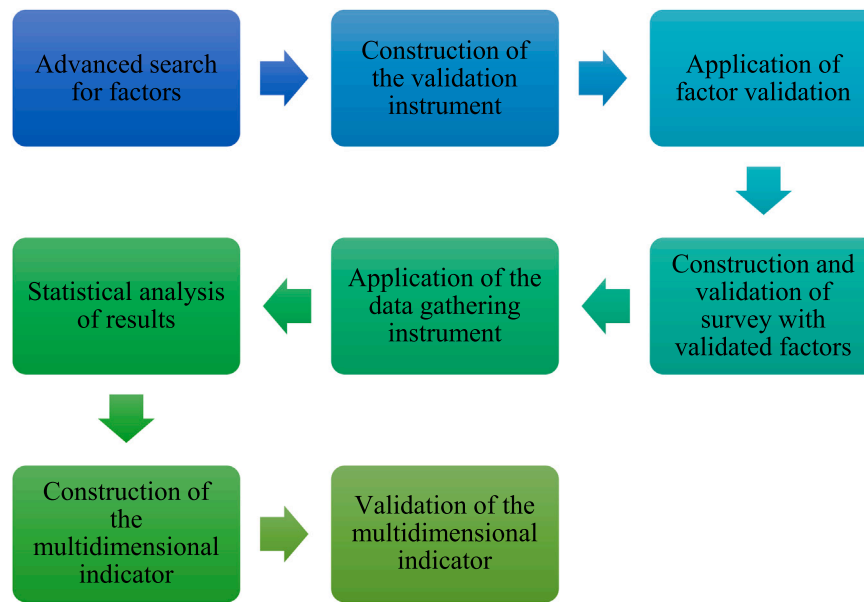 Advanced search
for factors
Construction of
the validation
instrument
Application of
factor validation
Construction and
validation of
survey with
validated factors
Application of the
data gathering
instrument
Statistical analysis
of results
Construction of
the
multidimensional
indicator
Validation of the
multidimensional
indicator